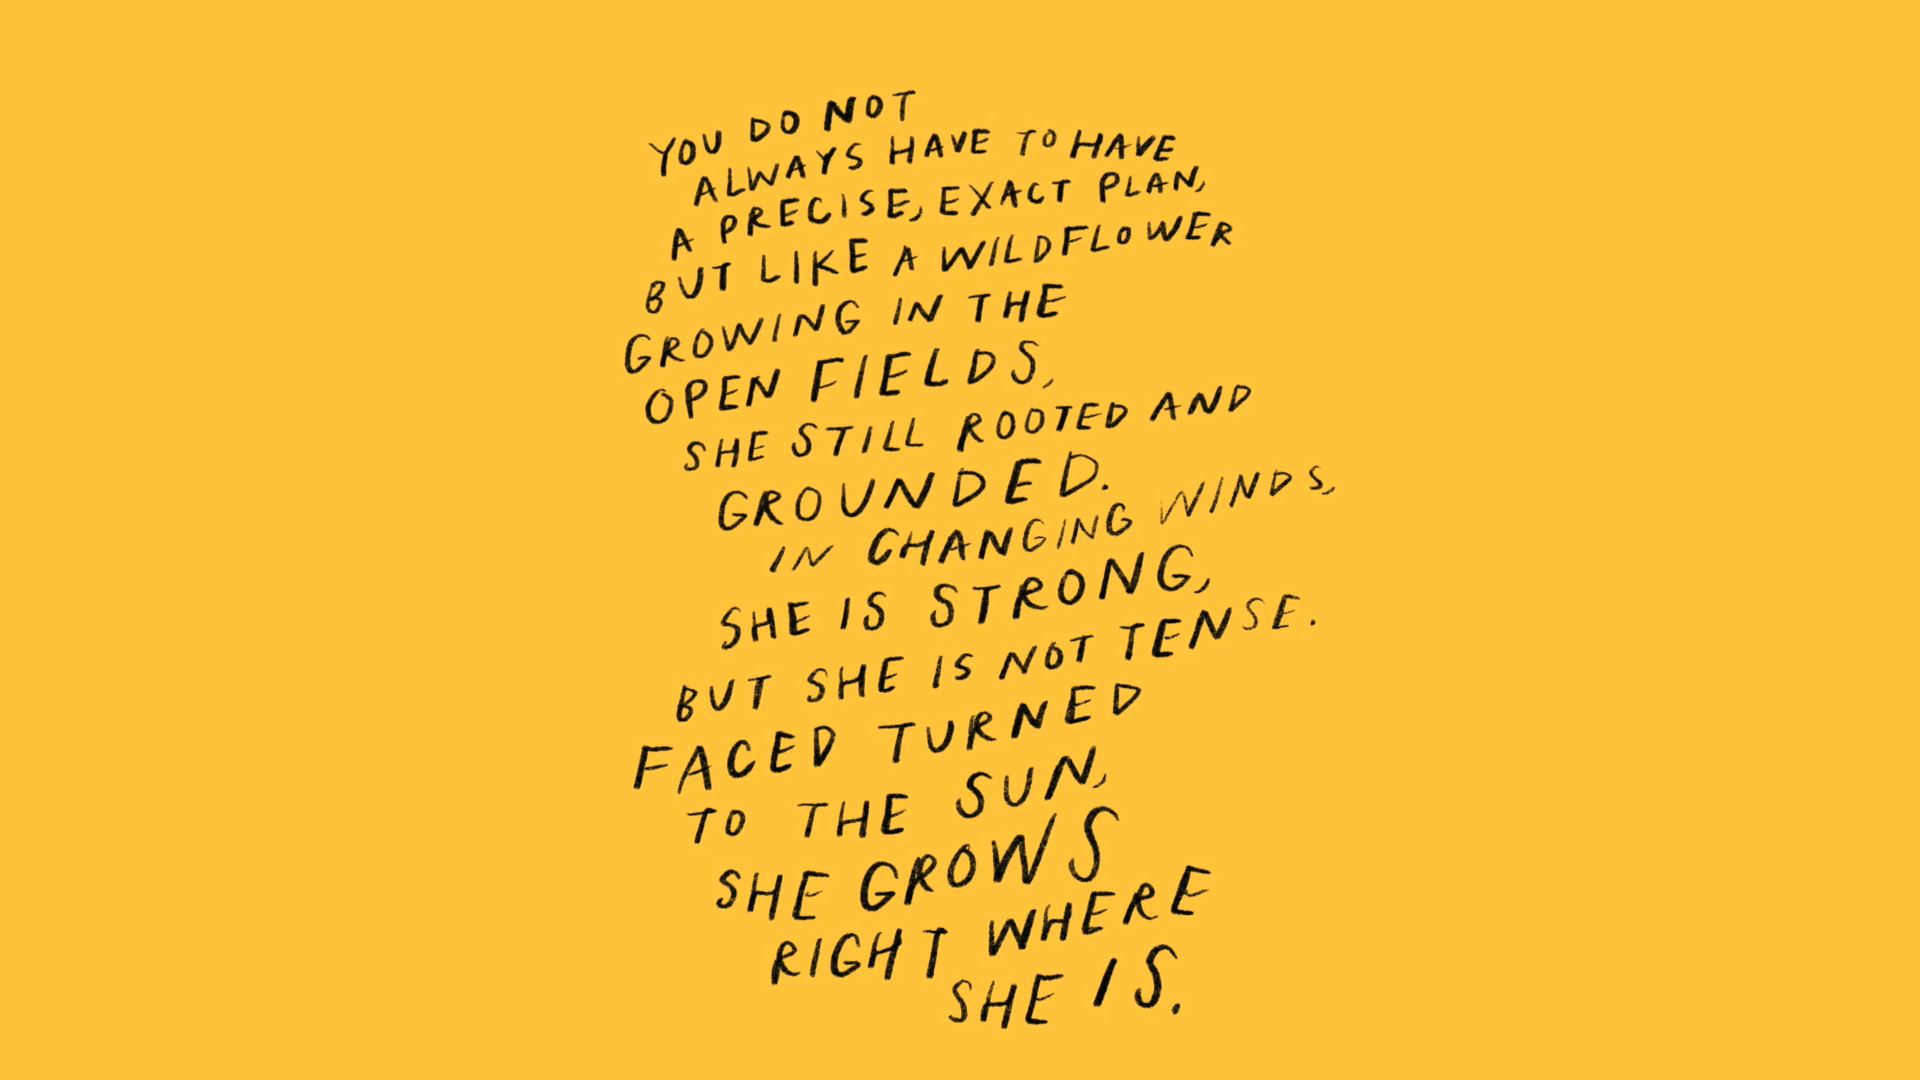 YOU DO NOT
ALWAYS HAVE TO HAVE
A PRECISE, EXACT PLAN,
BUT LIKE A WILDFLOWER
GROWING IN THE
OPEN FIELDS,
SHE STILL ROOTED AND
GROUNDED.
IN CHANGING WINDS,
SHE IS STRONG,
BUT SHE IS NOT TENSE.
FACED TURNED
TO THE SUN,
SHE GROWS
RIGHT WHERE
SHE IS.